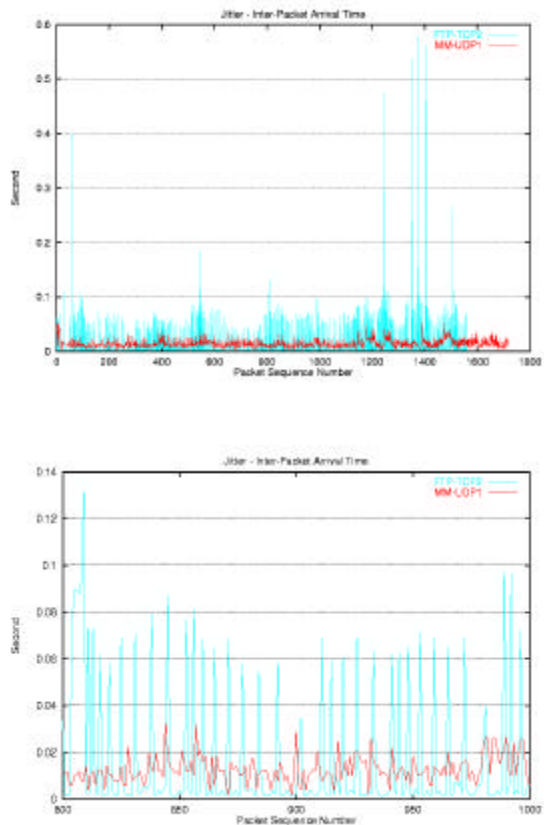 Jitter - Inter-Packet Arrival Time
0.6
FTP-TCP2
MM-UDP1
0.5
0.4
Second
0.3
0.2
0.1
0
0 200 400 600 800 1000 1200 1400 1600 1800
Packet Sequence Number
Jitter - Inter-Packet Arrival Time
0.14
FTP-TCP2
MM-UDP1
0.12
0.1
0.08
Second
0.06
0.04
0.02
0
800 850 900 950 1000
Packet Sequence Number